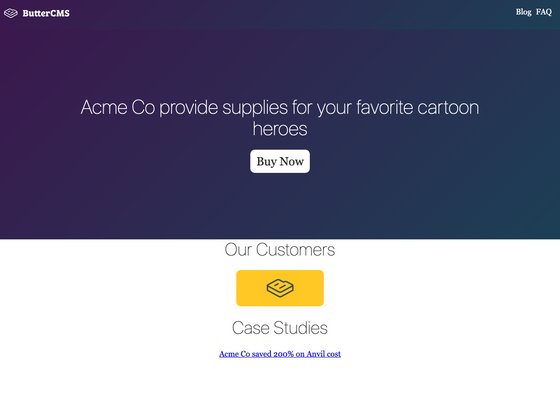 ButterCMS
Blog FAQ
Acme Co provide supplies for your favorite cartoon
heroes
Buy Now
Our Customers
Case Studies
Acme Co saved 200% on Anvil cost